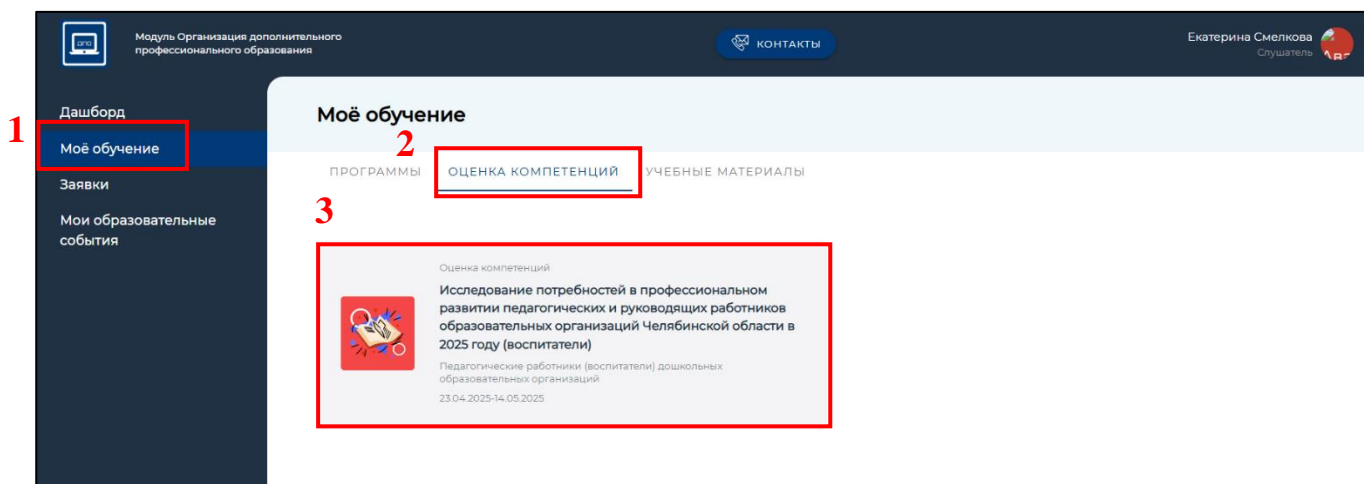 дпо
Модуль Организация дополнительного
профессионального образования
КОНТАКТЫ
Екатерина Смелкова
Слушатель
Дашборд
1
Моё обучение
Заявки
Мои образовательные
события
Моё обучение
2
ПРОГРАММЫ ОЦЕНКА КОМПЕТЕНЦИЙ УЧЕБНЫЕ МАТЕРИАЛЫ
3
Оценка компетенций
Исследование потребностей в профессиональном
развитии педагогических и руководящих работников
образовательных организаций Челябинской области в
2025 году (воспитатели)
Педагогические работники (воспитатели) дошкольных
образовательных организаций
23.04.2025-14.05.2025